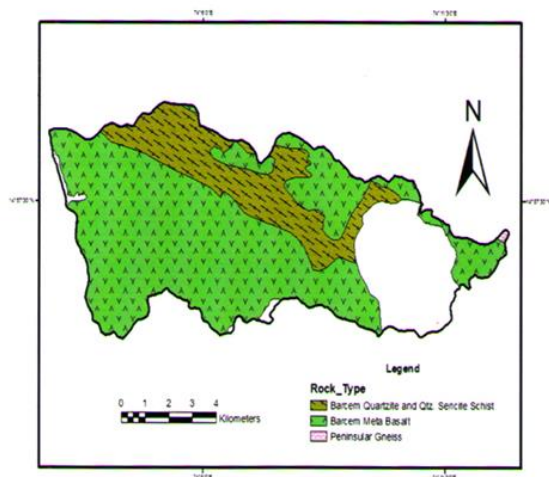 N
Legend
Rock_Type
Barcem Quartzite and Qtz. Sericite Schist
Barcem Meta Basalt
Peninsular Gneiss
0 1 2 3 4
Kilometers